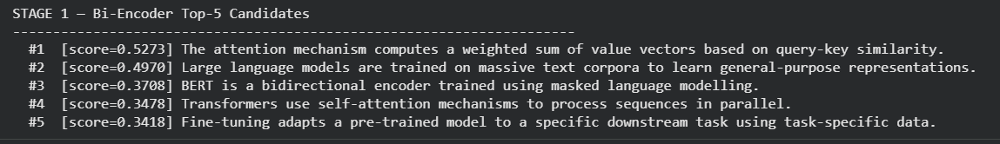 STAGE 1 — Bi-Encoder Top-5 Candidates
----------------------------------------------------------------------
#1 [score=0.5273] The attention mechanism computes a weighted sum of value vectors based on query-key similarity.
#2 [score=0.4970] Large language models are trained on massive text corpora to learn general-purpose representations.
#3 [score=0.3708] BERT is a bidirectional encoder trained using masked language modelling.
#4 [score=0.3478] Transformers use self-attention mechanisms to process sequences in parallel.
#5 [score=0.3418] Fine-tuning adapts a pre-trained model to a specific downstream task using task-specific data.